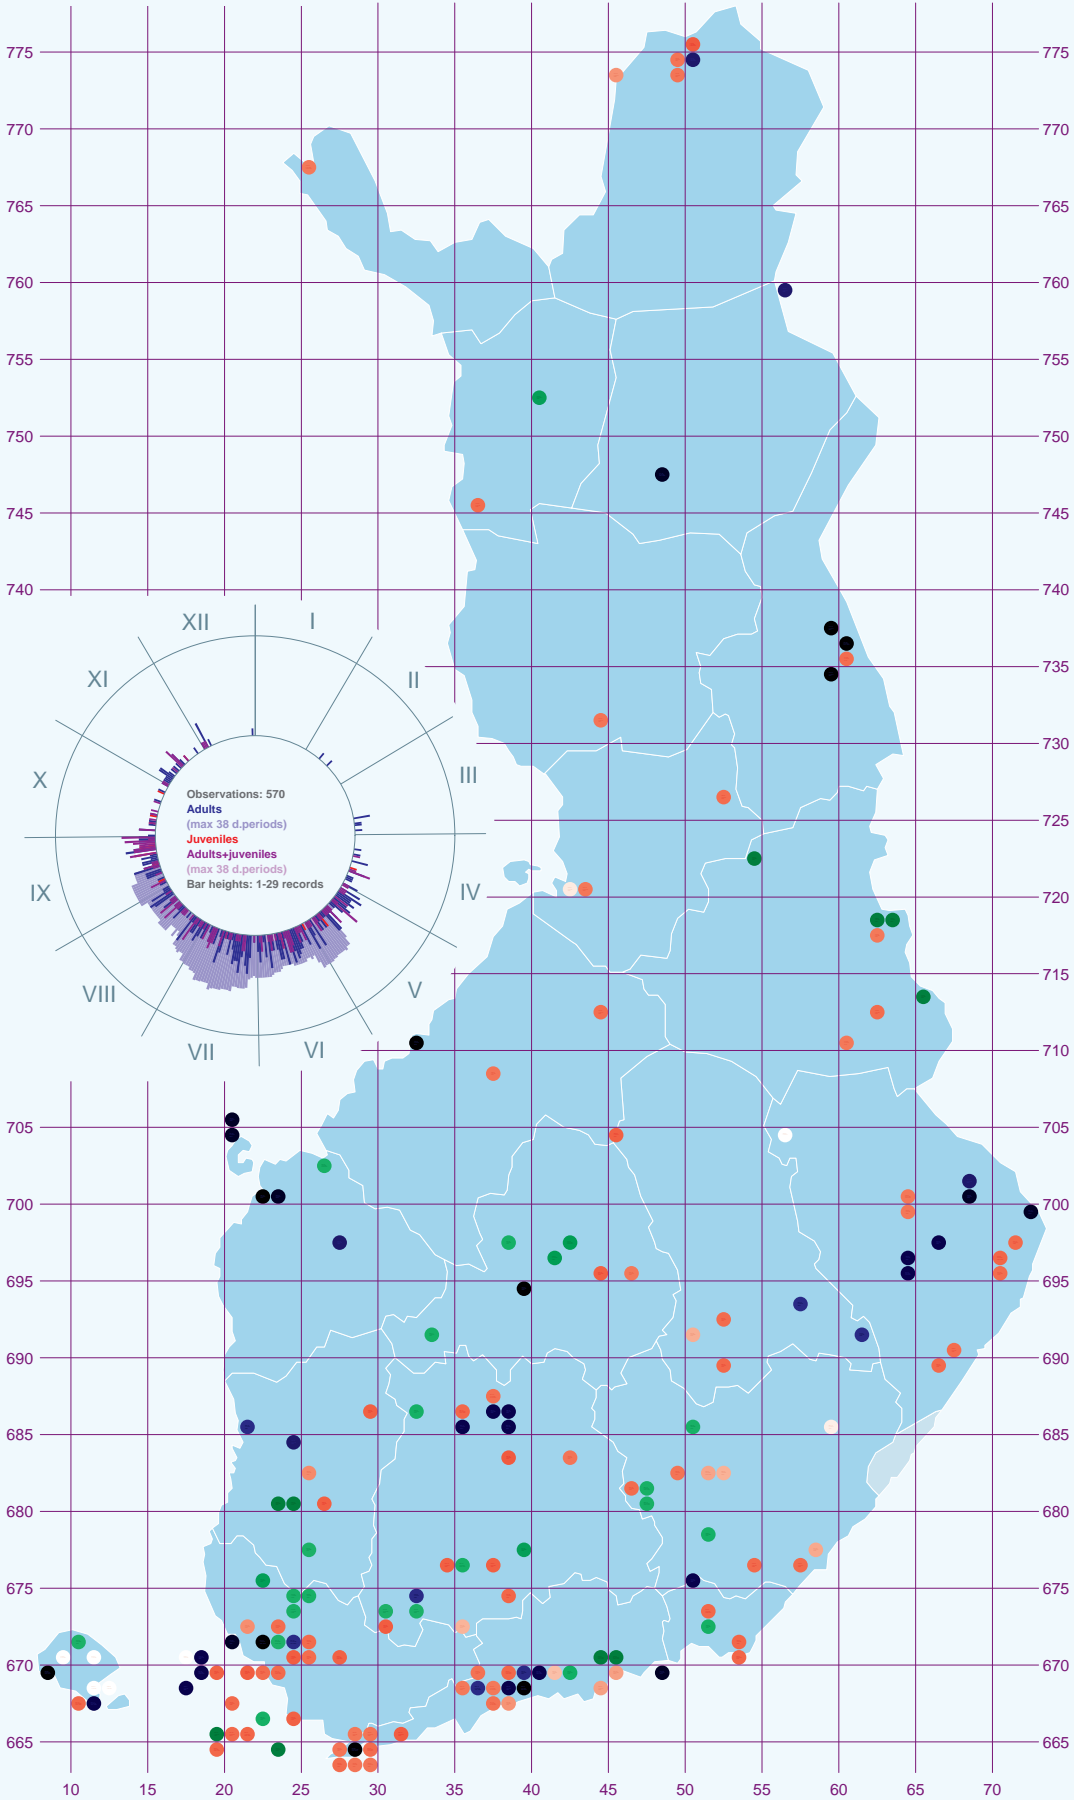 775 775
770 770
765 765
760 760
755 755
750 750
745 745
740 740
XII I
XI II
735 735
730 730
X III
Observations: 570
Adults
(max 38 d.periods)
725 725
Juveniles
Adults+juveniles
(max 38 d.periods)
Bar heights: 1-29 records
IX IV
720 720
715 715
VIII V
VII VI
710 710
705 705
700 700
695 695
690 690
685 685
680 680
675 675
670 670
665 665
10 15 20 25 30 35 40 45 50 55 60 65 70